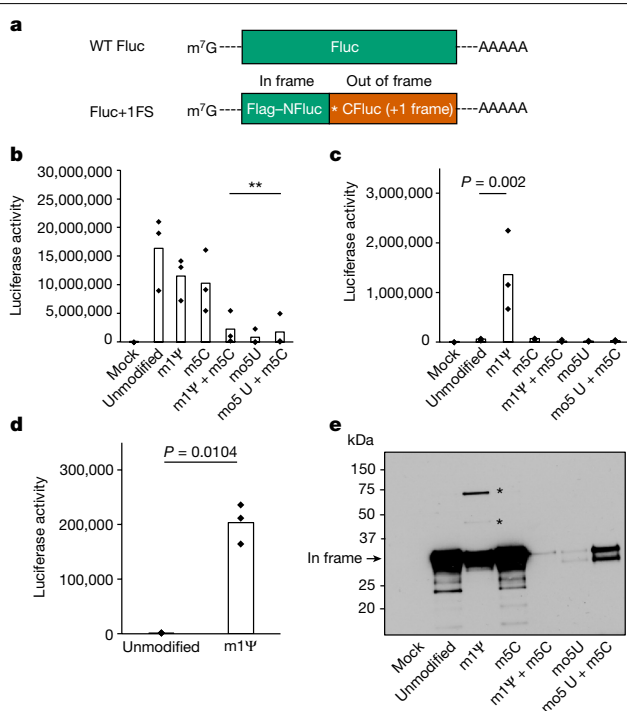 a
WT Fluc
m⁷G
Fluc
AAAAA
In frame
Out of frame
Fluc+1FS
m⁷G
Flag–NFluc
* CFluc (+1 frame)
AAAAA
b
Luciferase activity
30,000,000
25,000,000
20,000,000
15,000,000
10,000,000
5,000,000
0
**
Mock
Unmodified
m1Ψ
m5C
m1Ψ + m5C
mo5U
mo5 U + m5C
c
Luciferase activity
3,000,000
2,000,000
1,000,000
0
P = 0.002
Mock
Unmodified
m1Ψ
m5C
m1Ψ + m5C
mo5U
mo5 U + m5C
d
Luciferase activity
300,000
200,000
100,000
0
P = 0.0104
Unmodified
m1Ψ
e
kDa
150
75
50
37
In frame →
25
20
*
*
Mock
Unmodified
m1Ψ
m5C
m1Ψ + m5C
mo5U
mo5 U + m5C